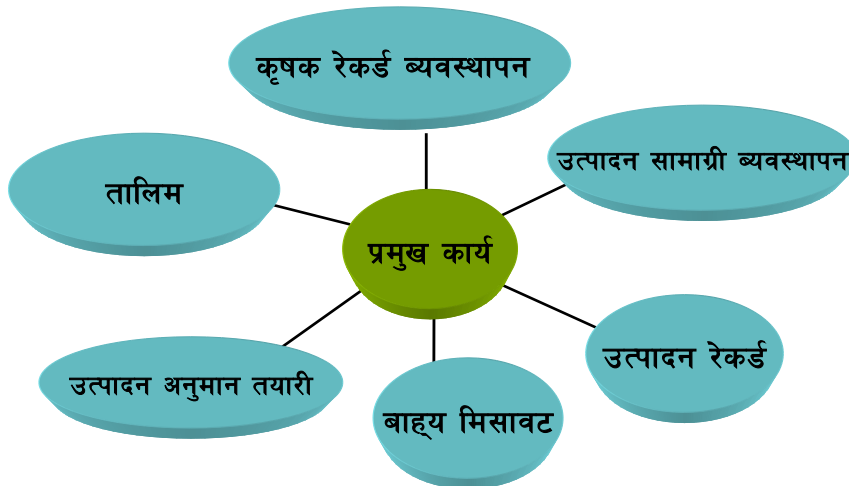 कृषक रेकर्ड ब्यवस्थापन
उत्पादन सामाग्री ब्यवस्थापन
तालिम
प्रमुख कार्य
उत्पादन रेकर्ड
उत्पादन अनुमान तयारी
बाह्य मिसावट